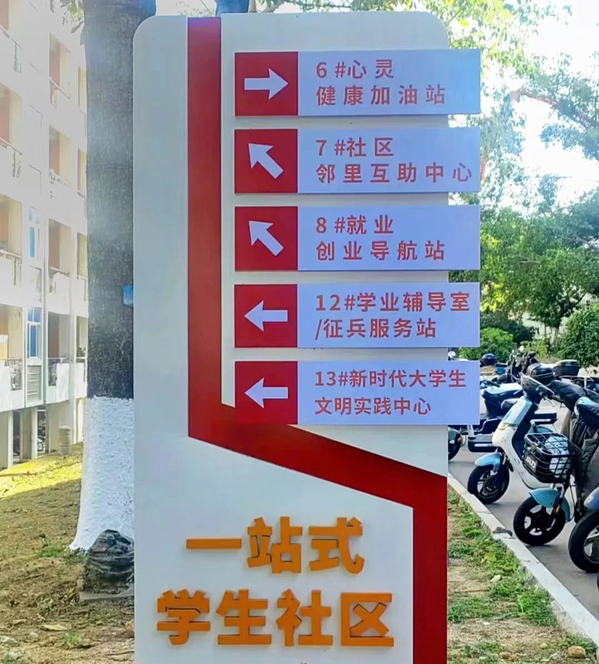 6 #心灵
健康加油站
7 #社区
邻里互助中心
8 #就业
创业导航站
12#学业辅导室
/征兵服务站
13#新时代大学生
文明实践中心
一站式
学生社区